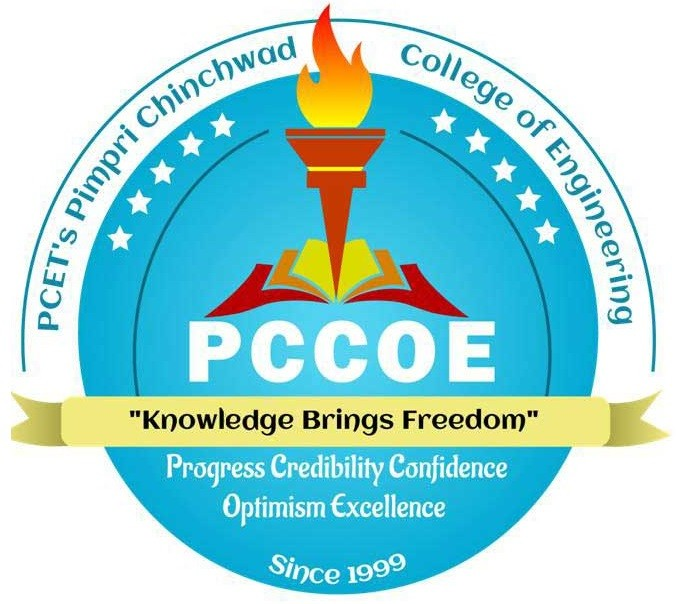 PCET's Pimpri Chinchwad College of Engineering
PCCOE
"Knowledge Brings Freedom"
Progress Credibility Confidence
Optimism Excellence
Since 1999